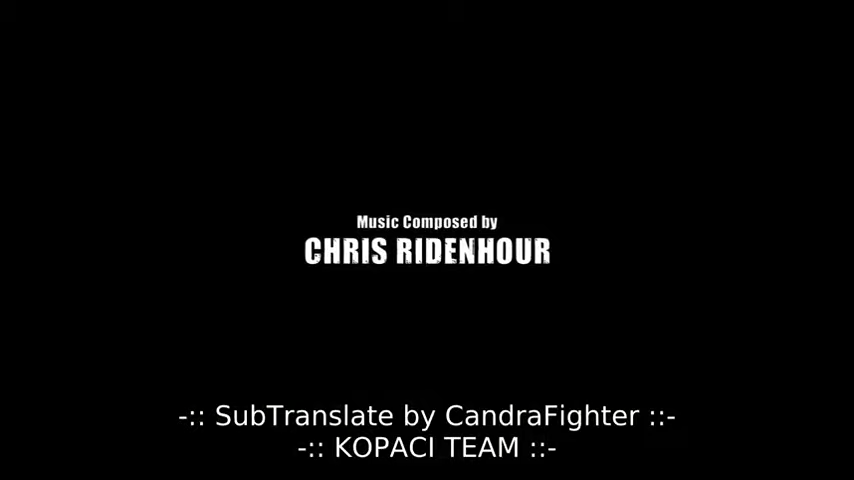 Music Composed by
CHRIS RIDENHOUR
-:: SubTranslate by CandraFighter ::-
-:: KOPACI TEAM ::-